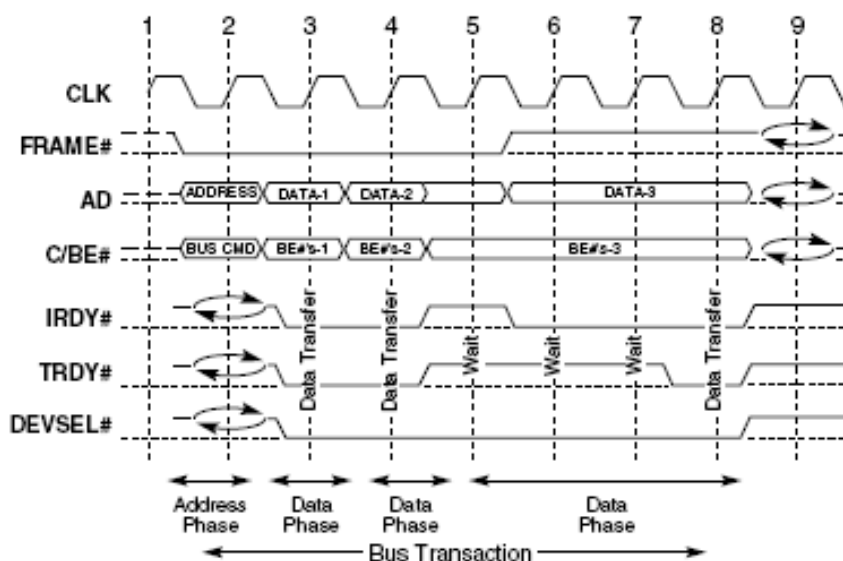 1 2 3 4 5 6 7 8 9
CLK
FRAME#
AD ADDRESS DATA-1 DATA-2 DATA-3
C/BE# BUS CMD BE#'s-1 BE#'s-2 BE#'s-3
IRDY#
TRDY#
DEVSEL#
Data Transfer
Data Transfer
Wait
Wait
Wait
Data Transfer
Address Data Data Data
Phase Phase Phase Phase
Bus Transaction